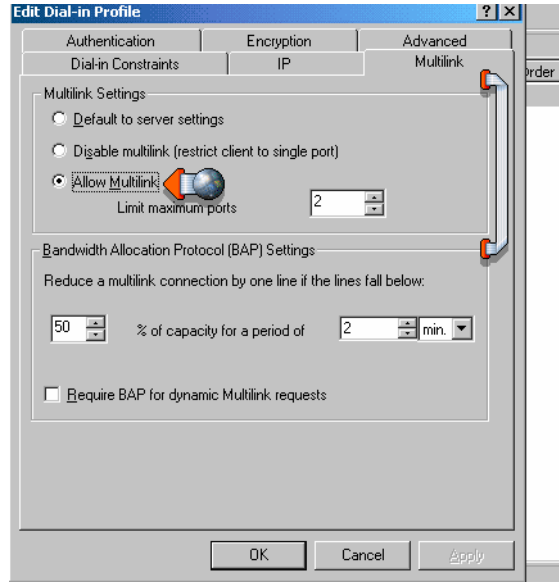 Edit Dial-in Profile
Authentication Encryption Advanced
Dial-in Constraints IP Multilink
Order
Multilink Settings
Default to server settings
Disable multilink (restrict client to single port)
Allow Multilink
Limit maximum ports 2
Bandwidth Allocation Protocol (BAP) Settings
Reduce a multilink connection by one line if the lines fall below:
50 % of capacity for a period of 2 min.
Require BAP for dynamic Multilink requests
OK Cancel Apply